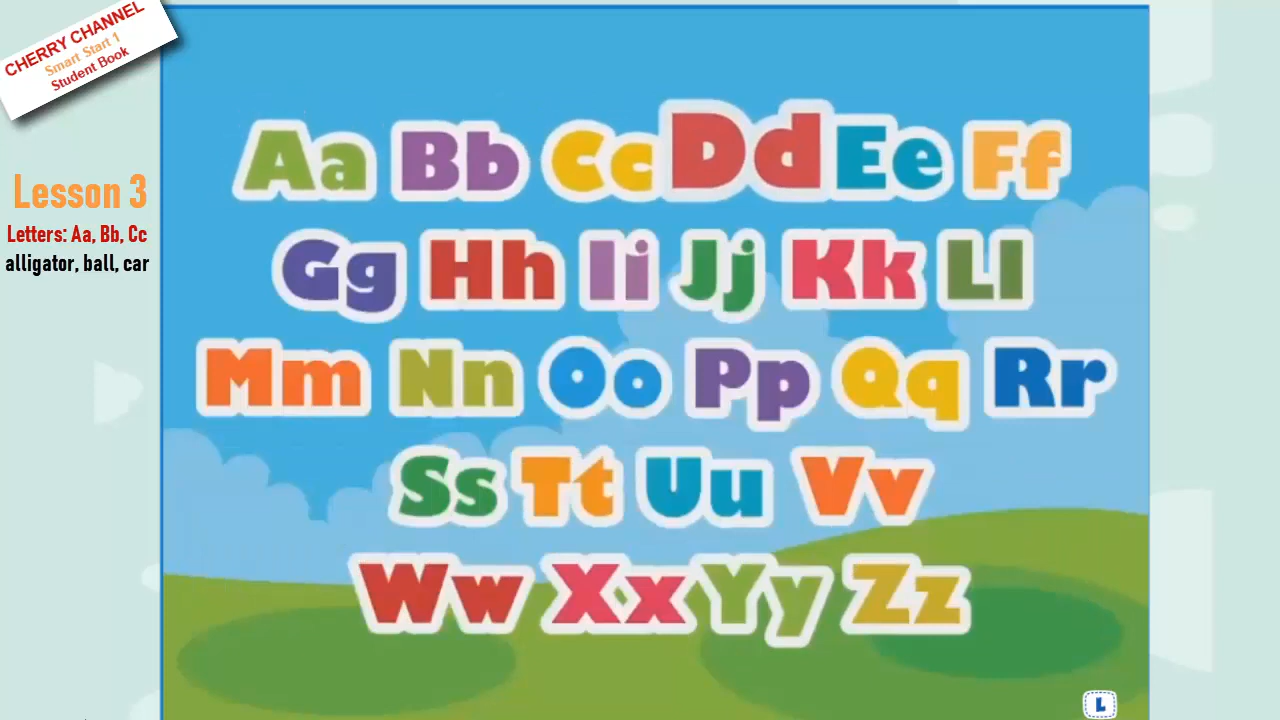 CHERRY CHANNEL
Smart Start 1
Student Book
Lesson 3
Letters: Aa, Bb, Cc
alligator, ball, car
Aa Bb Cc Dd Ee Ff
Gg Hh Ii Jj Kk Ll
Mm Nn Oo Pp Qq Rr
Ss Tt Uu Vv
Ww Xx Yy Zz
L